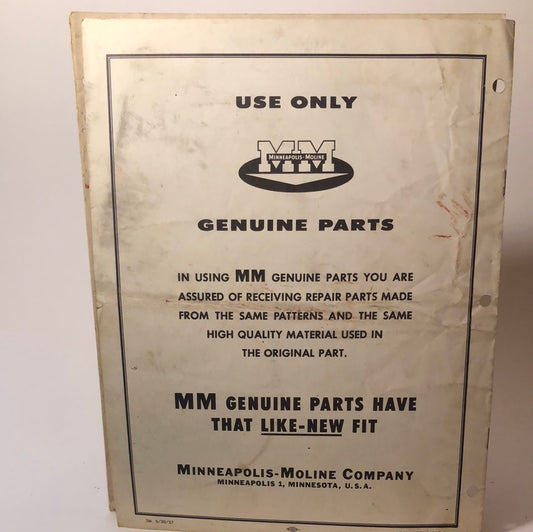 USE ONLY
MM
MINNEAPOLIS-MOLINE
GENUINE PARTS
IN USING MM GENUINE PARTS YOU ARE
ASSURED OF RECEIVING REPAIR PARTS MADE
FROM THE SAME PATTERNS AND THE SAME
HIGH QUALITY MATERIAL USED IN
THE ORIGINAL PART.
MM GENUINE PARTS HAVE
THAT LIKE-NEW FIT
MINNEAPOLIS-MOLINE COMPANY
MINNEAPOLIS 1, MINNESOTA, U.S.A.